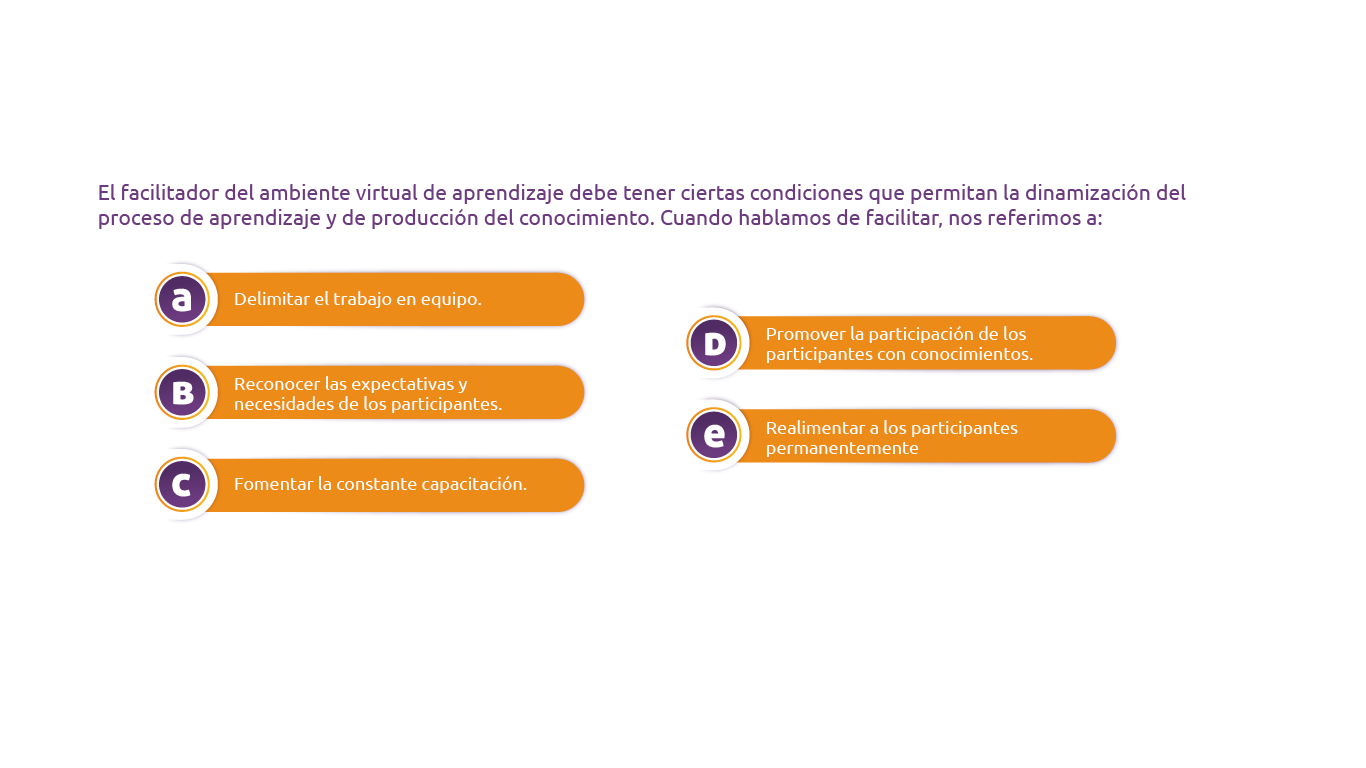 El facilitador del ambiente virtual de aprendizaje debe tener ciertas condiciones que permitan la dinamización del
proceso de aprendizaje y de producción del conocimiento. Cuando hablamos de facilitar, nos referimos a:
a
Delimitar el trabajo en equipo.
B
Reconocer las expectativas y
necesidades de los participantes.
c
Fomentar la constante capacitación.
D
Promover la participación de los
participantes con conocimientos.
e
Realimentar a los participantes
permanentemente